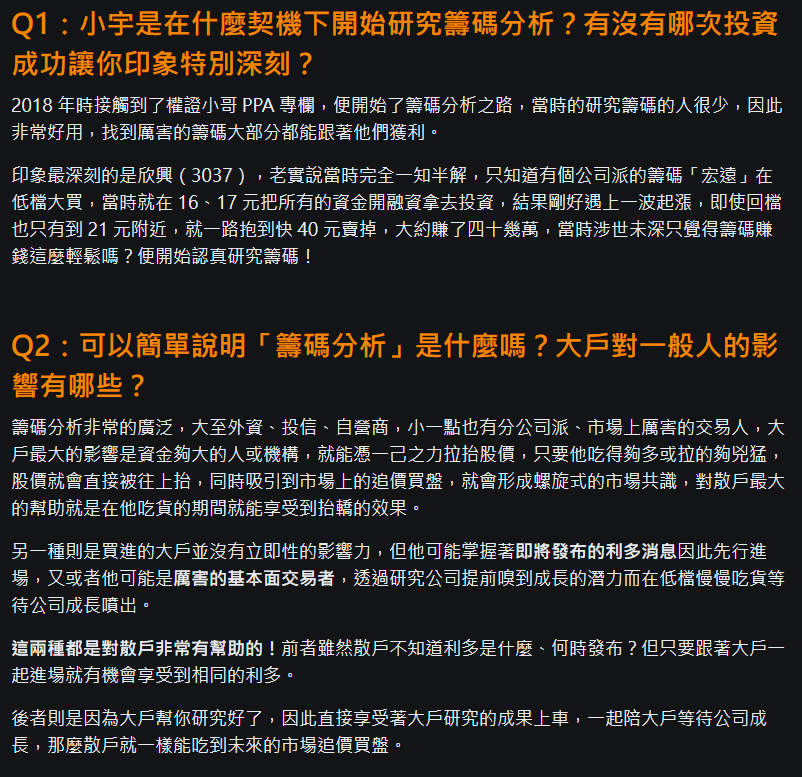 Q1：小宇是在什麼契機下開始研究籌碼分析？有沒有哪次投資
成功讓你印象特別深刻？
2018 年時接觸到了權證小哥 PPA 專欄，便開始了籌碼分析之路，當時的研究籌碼的人很少，因此
非常好用，找到厲害的籌碼大部分都能跟著他們獲利。
印象最深刻的是欣興（3037），老實說當時完全一知半解，只知道有個公司派的籌碼「宏遠」在
低檔大買，當時就在 16、17 元把所有的資金開融資拿去投資，結果剛好遇上一波起漲，即使回檔
也只有到 21 元附近，就一路抱到快 40 元賣掉，大約賺了四十幾萬，當時涉世未深只覺得籌碼賺
錢這麼輕鬆嗎？便開始認真研究籌碼！
Q2：可以簡單說明「籌碼分析」是什麼嗎？大戶對一般人的影
響有哪些？
籌碼分析非常的廣泛，大至外資、投信、自營商，小一點也有分公司派、市場上厲害的交易人，大
戶最大的影響是資金夠大的人或機構，就能憑一己之力拉抬股價，只要他吃得夠多或拉的夠兇猛，
股價就會直接被往上抬，同時吸引到市場上的追價買盤，就會形成螺旋式的市場共識，對散戶最大
的幫助就是在他吃貨的期間就能享受到抬轎的效果。
另一種則是買進的大戶並沒有立即性的影響力，但他可能掌握著即將發布的利多消息因此先行進
場，又或者他可能是厲害的基本面交易者，透過研究公司提前嗅到成長的潛力而在低檔慢慢吃貨等
待公司成長噴出。
這兩種都是對散戶非常有幫助的！前者雖然散戶不知道利多是什麼、何時發布？但只要跟著大戶一
起進場就有機會享受到相同的利多。
後者則是因為大戶幫你研究好了，因此直接享受著大戶研究的成果上車，一起陪大戶等待公司成
長，那麼散戶就一樣能吃到未來的市場追價買盤。